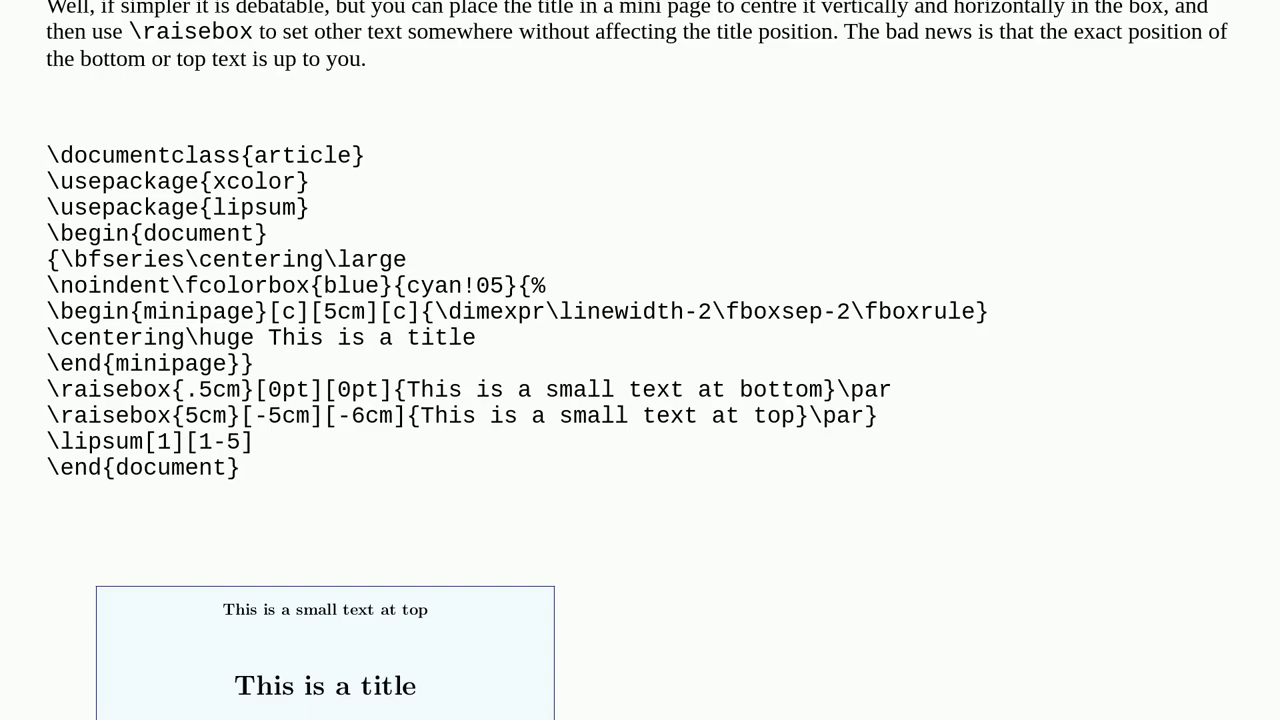 Well, if simpler it is debatable, but you can place the title in a mini page to centre it vertically and horizontally in the box, and
then use \raisebox to set other text somewhere without affecting the title position. The bad news is that the exact position of
the bottom or top text is up to you.
\documentclass{article}
\usepackage{xcolor}
\usepackage{lipsum}
\begin{document}
{\bfseries\centering\large
\noindent\fcolorbox{blue}{cyan!05}{%
\begin{minipage}[c][5cm][c]{\dimexpr\linewidth-2\fboxsep-2\fboxrule}
\centering\huge This is a title
\end{minipage}}
\raisebox{.5cm}[0pt][0pt]{This is a small text at bottom}\par
\raisebox{5cm}[-5cm][-6cm]{This is a small text at top}\par}
\lipsum[1][1-5]
\end{document}
This is a small text at top
This is a title